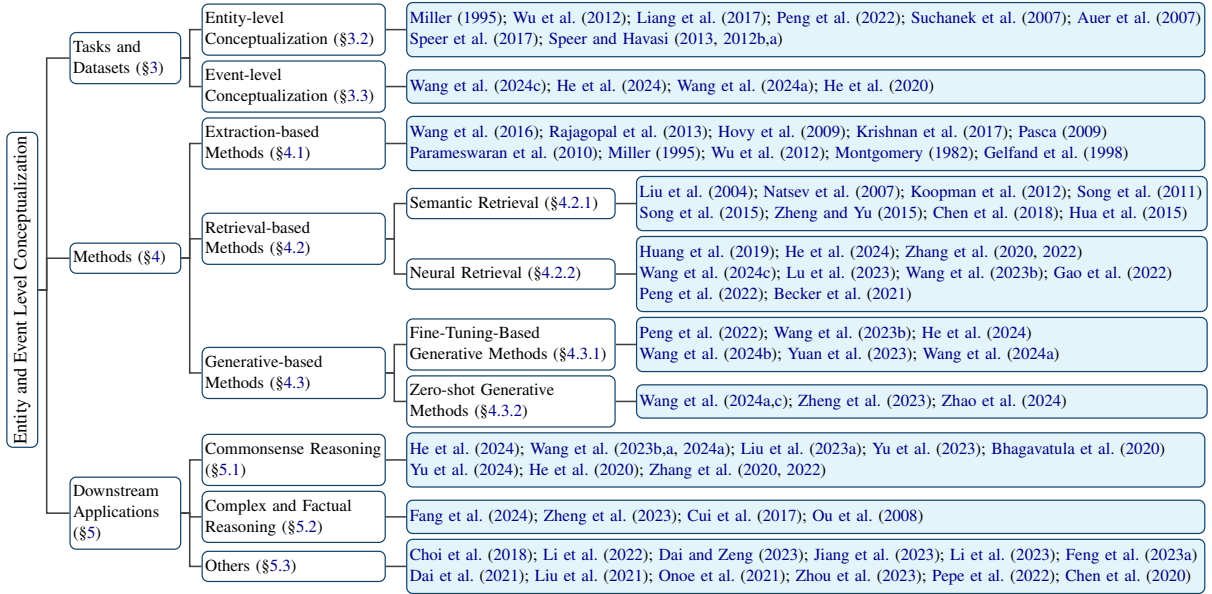 Entity and Event Level Conceptualization
Tasks and
Datasets (§3)
Entity-level
Conceptualization (§3.2)
Miller (1995); Wu et al. (2012); Liang et al. (2017); Peng et al. (2022); Suchanek et al. (2007); Auer et al. (2007)
Speer et al. (2017); Speer and Havasi (2013, 2012b,a)
Event-level
Conceptualization (§3.3)
Wang et al. (2024c); He et al. (2024); Wang et al. (2024a); He et al. (2020)
Methods (§4)
Extraction-based
Methods (§4.1)
Wang et al. (2016); Rajagopal et al. (2013); Hovy et al. (2009); Krishnan et al. (2017); Pasca (2009)
Parameswaran et al. (2010); Miller (1995); Wu et al. (2012); Montgomery (1982); Gelfand et al. (1998)
Retrieval-based
Methods (§4.2)
Semantic Retrieval (§4.2.1)
Liu et al. (2004); Natsev et al. (2007); Koopman et al. (2012); Song et al. (2011)
Song et al. (2015); Zheng and Yu (2015); Chen et al. (2018); Hua et al. (2015)
Neural Retrieval (§4.2.2)
Huang et al. (2019); He et al. (2024); Zhang et al. (2020, 2022)
Wang et al. (2024c); Lu et al. (2023); Wang et al. (2023b); Gao et al. (2022)
Peng et al. (2022); Becker et al. (2021)
Generative-based
Methods (§4.3)
Fine-Tuning-Based
Generative Methods (§4.3.1)
Peng et al. (2022); Wang et al. (2023b); He et al. (2024)
Wang et al. (2024b); Yuan et al. (2023); Wang et al. (2024a)
Zero-shot Generative
Methods (§4.3.2)
Wang et al. (2024a,c); Zheng et al. (2023); Zhao et al. (2024)
Downstream
Applications
(§5)
Commonsense Reasoning
(§5.1)
He et al. (2024); Wang et al. (2023b,a, 2024a); Liu et al. (2023a); Yu et al. (2023); Bhagavatula et al. (2020)
Yu et al. (2024); He et al. (2020); Zhang et al. (2020, 2022)
Complex and Factual
Reasoning (§5.2)
Fang et al. (2024); Zheng et al. (2023); Cui et al. (2017); Ou et al. (2008)
Others (§5.3)
Choi et al. (2018); Li et al. (2022); Dai and Zeng (2023); Jiang et al. (2023); Li et al. (2023); Feng et al. (2023a)
Dai et al. (2021); Liu et al. (2021); Onoe et al. (2021); Zhou et al. (2023); Pepe et al. (2022); Chen et al. (2020)